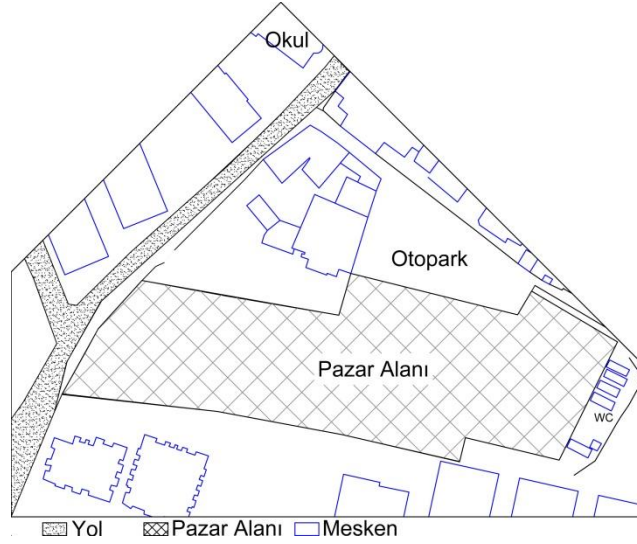 Okul
Otopark
Pazar Alanı
WC
Yol Pazar Alanı Mesken